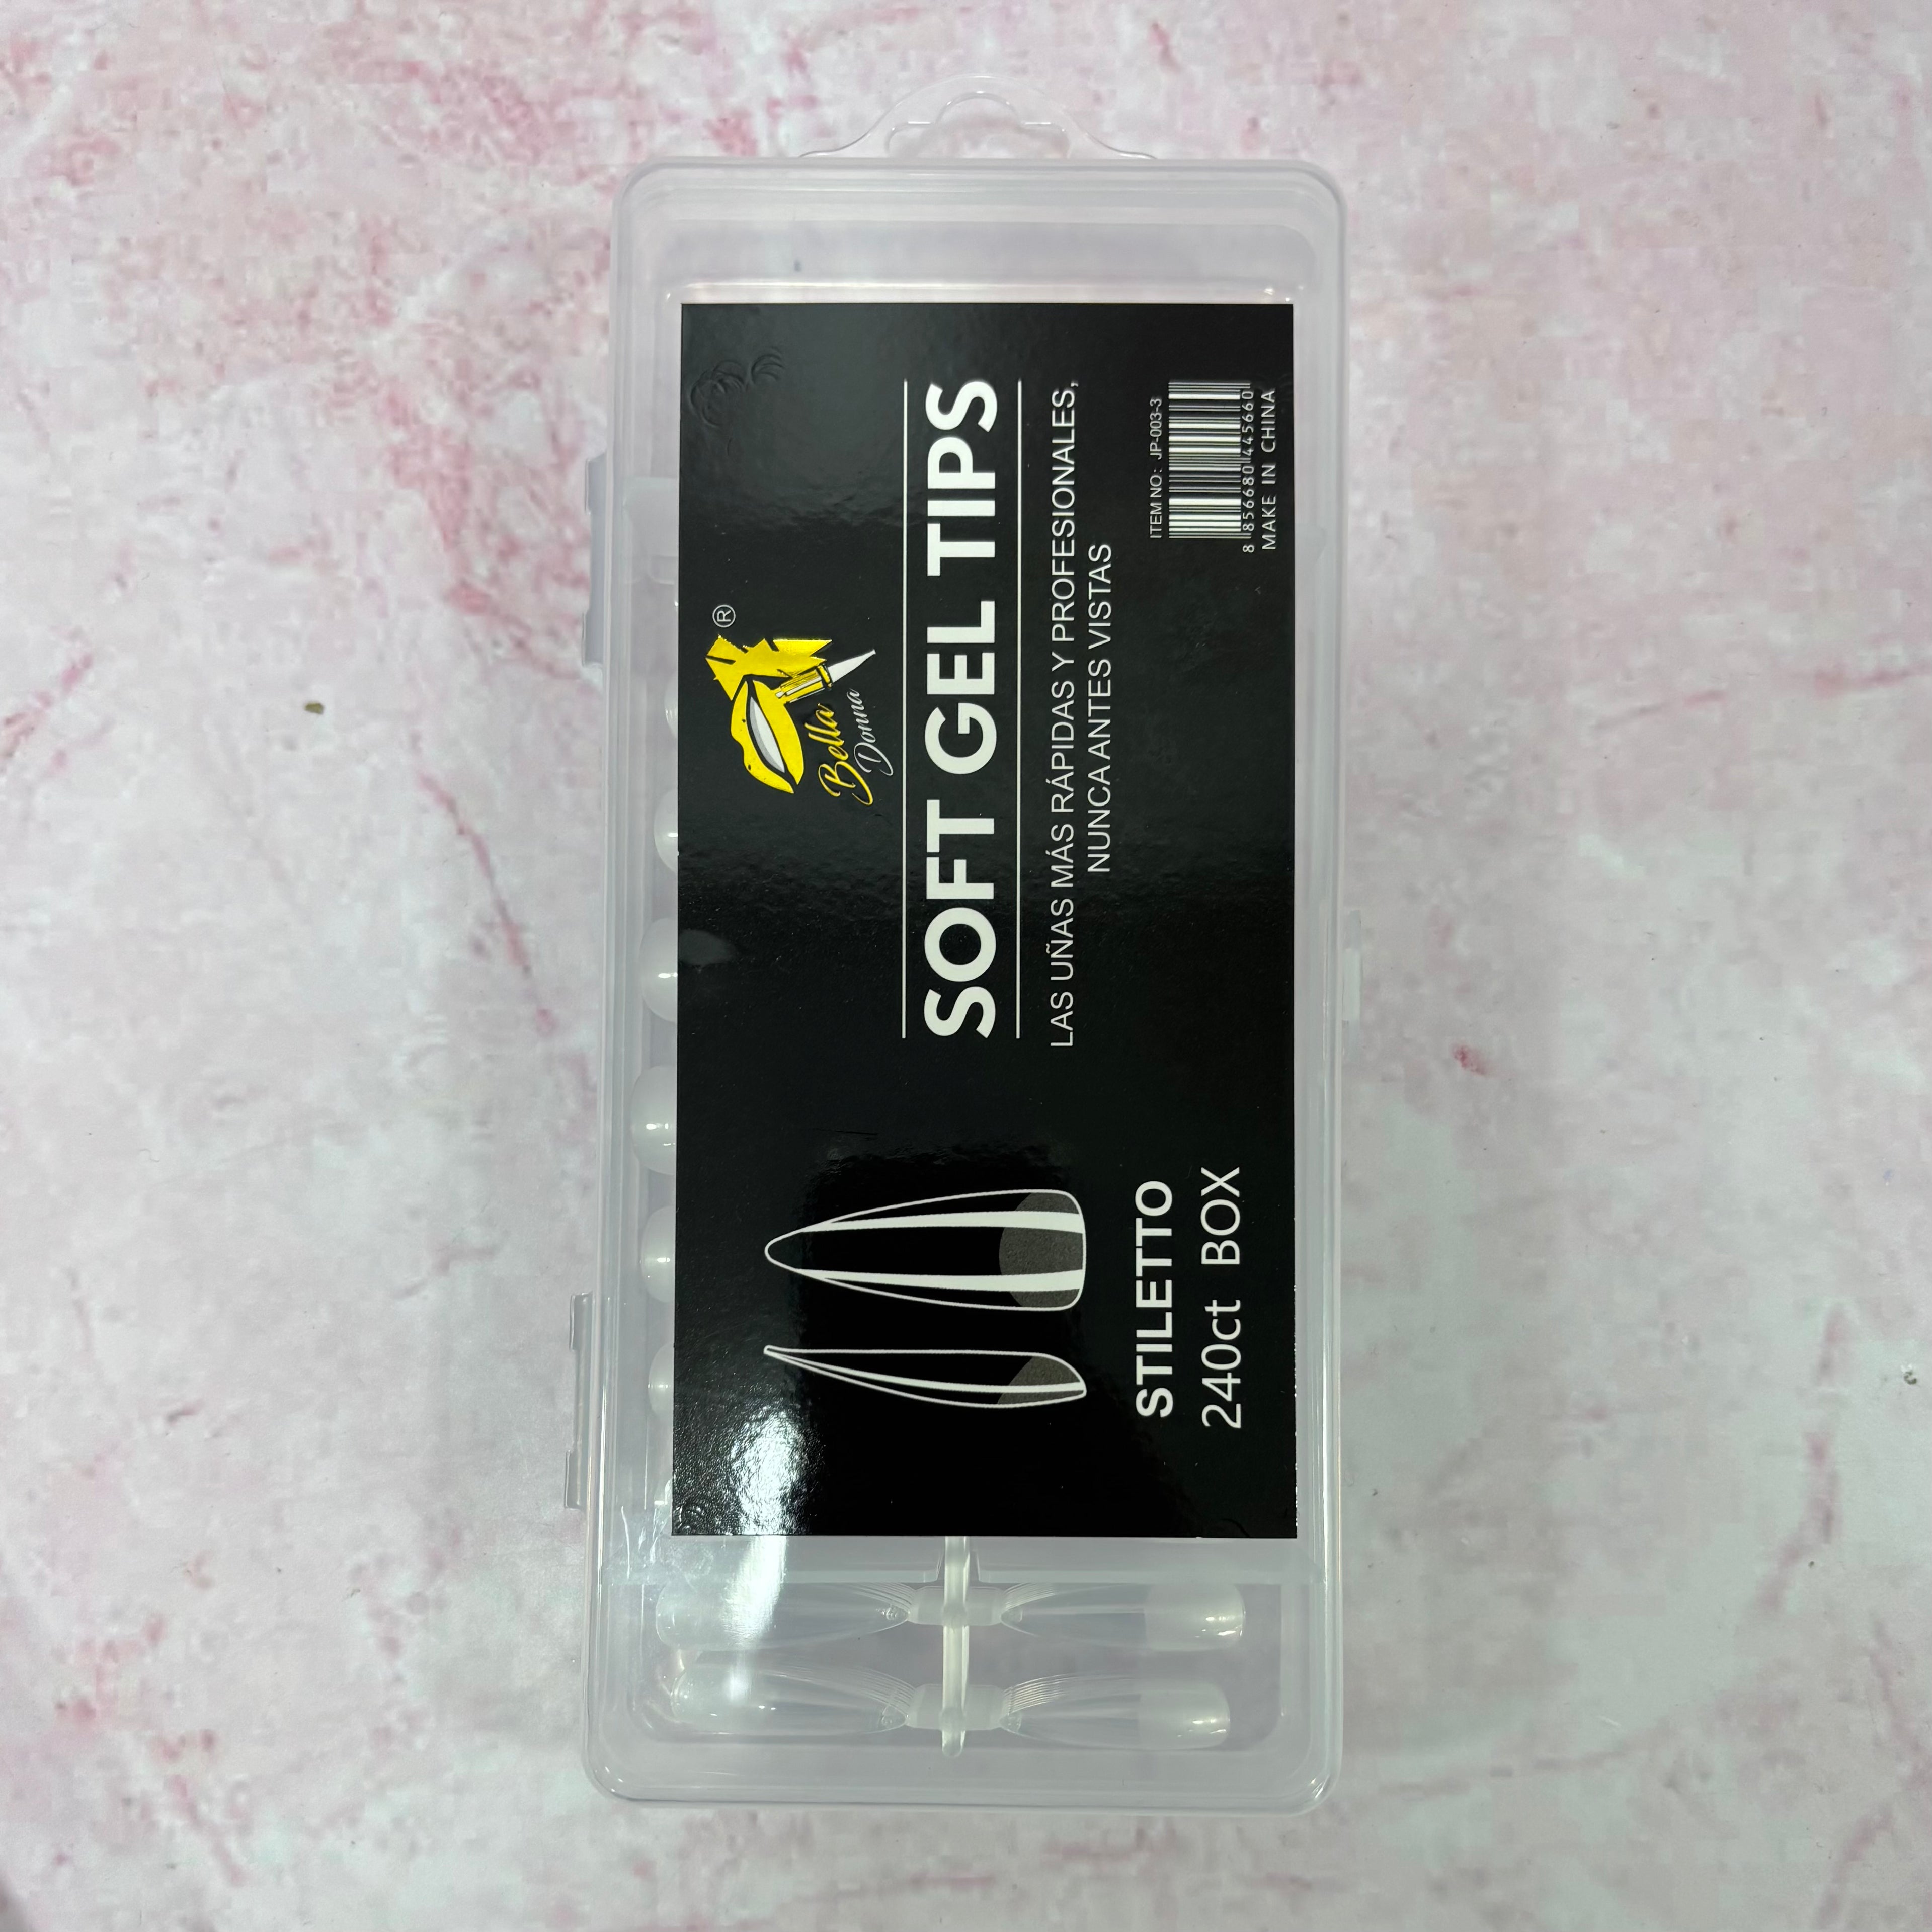 Bella
Donna
®
SOFT GEL TIPS
LAS UÑAS MÁS RÁPIDAS Y PROFESIONALES,
NUNCA ANTES VISTAS
STILETTO
240ct BOX
ITEM NO: JP-003-3
8 856680 445660
MAKE IN CHINA